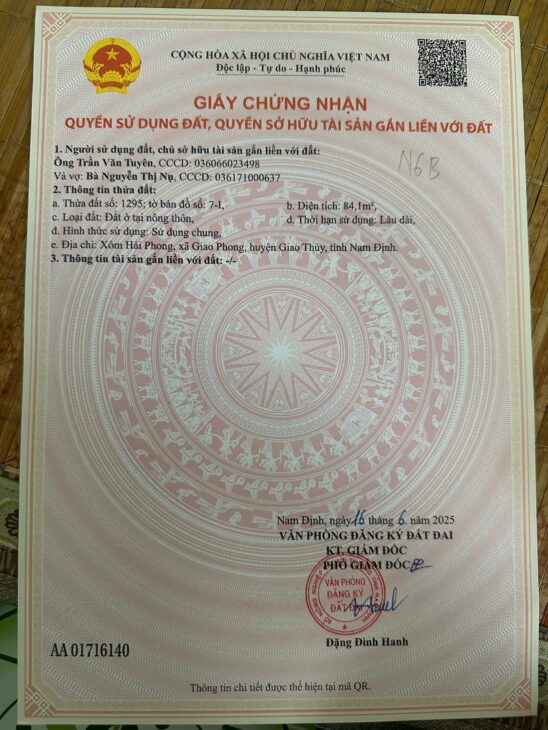 CỘNG HÒA XÃ HỘI CHỦ NGHĨA VIỆT NAM
Độc lập - Tự do - Hạnh phúc
GIẤY CHỨNG NHẬN
QUYỀN SỬ DỤNG ĐẤT, QUYỀN SỞ HỮU TÀI SẢN GẮN LIỀN VỚI ĐẤT
1. Người sử dụng đất, chủ sở hữu tài sản gắn liền với đất:
Ông Trần Văn Tuyên, CCCD: 036066023498
N6B
Và vợ: Bà Nguyễn Thị Nụ, CCCD: 036171000637
2. Thông tin thửa đất:
a. Thửa đất số: 1295; tờ bản đồ số: 7-I, b. Diện tích: 84,1m²,
c. Loại đất: Đất ở tại nông thôn, d. Thời hạn sử dụng: Lâu dài,
đ. Hình thức sử dụng: Sử dụng chung,
e. Địa chỉ: Xóm Hải Phong, xã Giao Phong, huyện Giao Thủy, tỉnh Nam Định.
3. Thông tin tài sản gắn liền với đất: -/-
Nam Định, ngày 16 tháng 6 năm 2025
VĂN PHÒNG ĐĂNG KÝ ĐẤT ĐAI
KT. GIÁM ĐỐC
PHÓ GIÁM ĐỐC
VĂN PHÒNG
ĐĂNG KÝ
ĐẤT ĐAI
Đặng Đình Hanh
AA 01716140
Thông tin chi tiết được thể hiện tại mã QR.